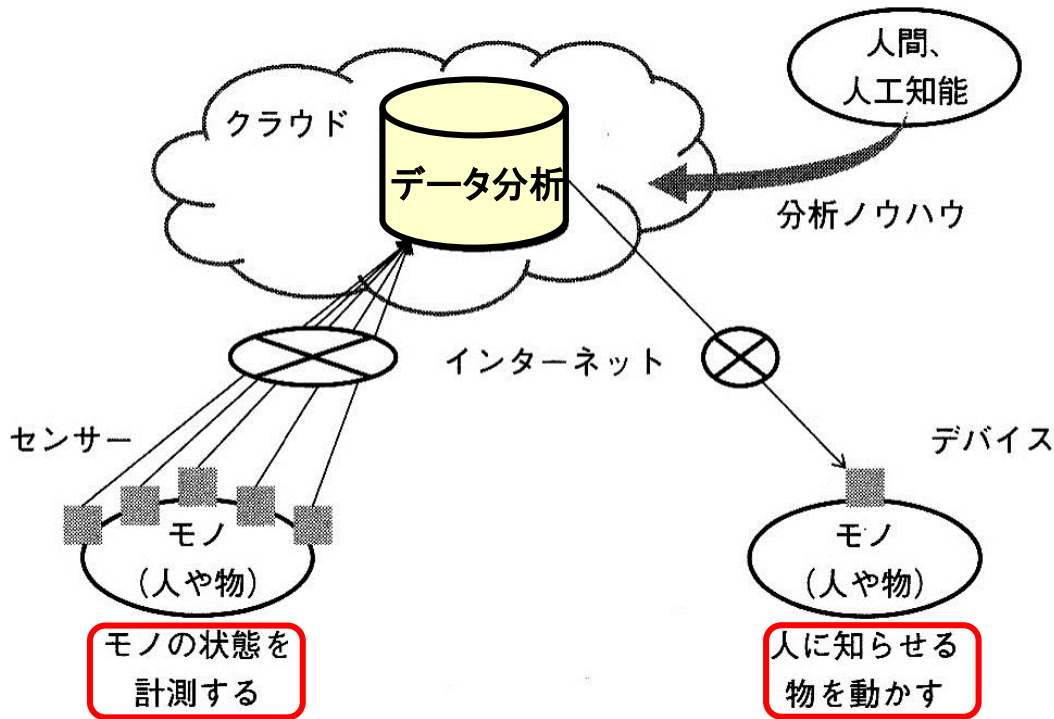 人間、
人工知能
クラウド
データ分析
分析ノウハウ
インターネット
センサー
デバイス
モノ
(人や物)
モノの状態を
計測する
モノ
(人や物)
人に知らせる
物を動かす